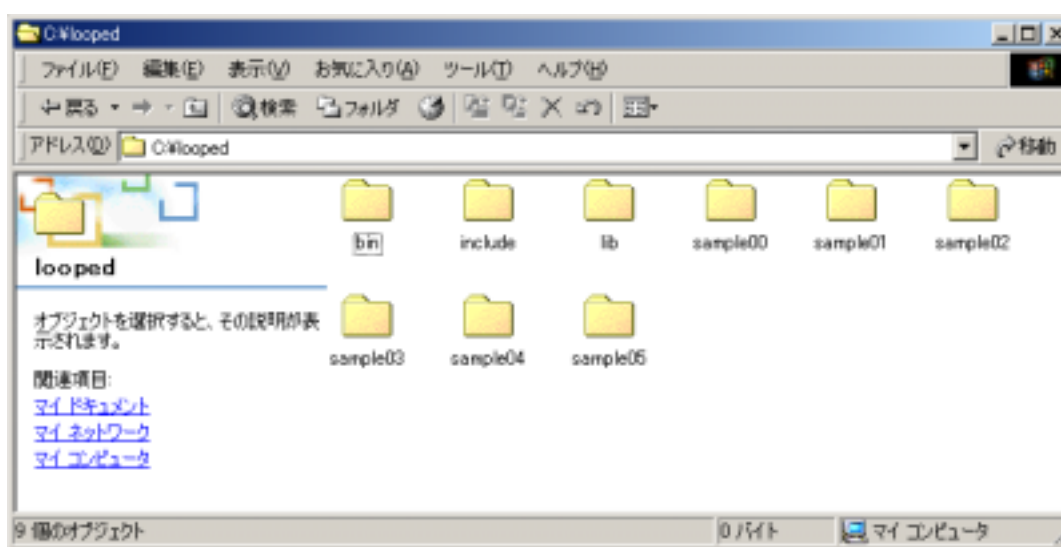 C:¥looped
ファイル(F) 編集(E) 表示(V) お気に入り(A) ツール(T) ヘルプ(H)
戻る 検索 フォルダ
アドレス(D) C:¥looped 移動
bin include lib sample00 sample01 sample02
looped
オブジェクトを選択すると、その説明が表
示されます。
sample03 sample04 sample05
関連項目:
マイ ドキュメント
マイ ネットワーク
マイ コンピュータ
9 個のオブジェクト 0 バイト マイ コンピュータ